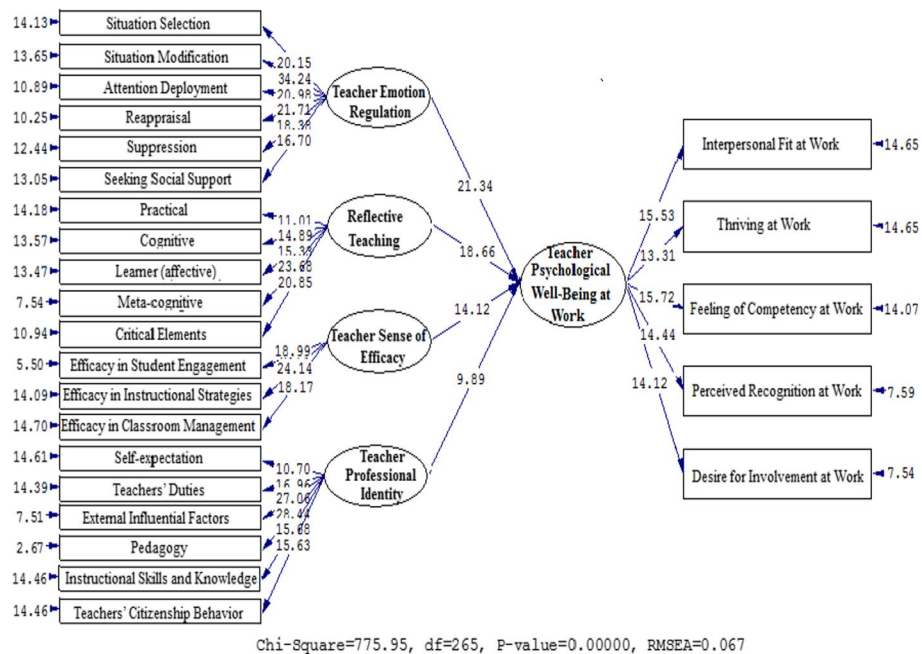 14.13 Situation Selection
13.65 Situation Modification
10.89 Attention Deployment
10.25 Reappraisal
12.44 Suppression
13.05 Seeking Social Support
14.18 Practical
13.57 Cognitive
13.47 Learner (affective)
7.54 Meta-cognitive
10.94 Critical Elements
5.50 Efficacy in Student Engagement
14.09 Efficacy in Instructional Strategies
14.70 Efficacy in Classroom Management
14.61 Self-expectation
14.39 Teachers' Duties
7.51 External Influential Factors
2.67 Pedagogy
14.46 Instructional Skills and Knowledge
14.46 Teachers' Citizenship Behavior
20.15
34.24
20.98
21.71
18.38
16.70
11.01
14.89
15.33
23.68
20.85
18.99
24.14
18.17
10.70
16.96
27.06
28.44
15.68
15.63
Teacher Emotion
Regulation
Reflective
Teaching
Teacher Sense of
Efficacy
Teacher
Professional
Identity
21.34
18.66
14.12
9.89
Teacher
Psychological
Well-Being at
Work
15.53
13.31
15.72
14.44
14.12
Interpersonal Fit at Work 14.65
Thriving at Work 14.65
Feeling of Competency at Work 14.07
Perceived Recognition at Work 7.59
Desire for Involvement at Work 7.54
Chi-Square=775.95, df=265, P-value=0.00000, RMSEA=0.067